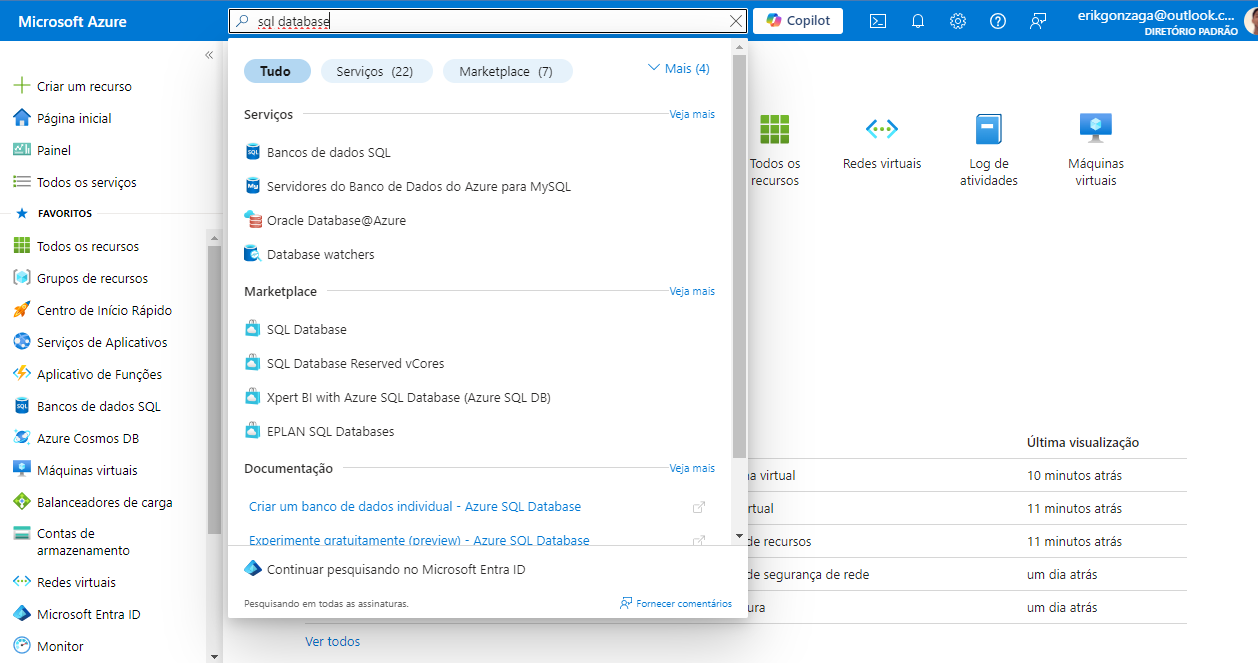 Microsoft Azure
sql database
Copilot
erikgonzaga@outlook.c...
DIRETÓRIO PADRÃO
Criar um recurso
Página inicial
Painel
Todos os serviços
FAVORITOS
Todos os recursos
Grupos de recursos
Centro de Início Rápido
Serviços de Aplicativos
Aplicativo de Funções
Bancos de dados SQL
Azure Cosmos DB
Máquinas virtuais
Balanceadores de carga
Contas de
armazenamento
Redes virtuais
Microsoft Entra ID
Monitor
Tudo
Serviços (22)
Marketplace (7)
Mais (4)
Serviços
Veja mais
Bancos de dados SQL
Servidores do Banco de Dados do Azure para MySQL
Oracle Database@Azure
Database watchers
Marketplace
Veja mais
SQL Database
SQL Database Reserved vCores
Xpert BI with Azure SQL Database (Azure SQL DB)
EPLAN SQL Databases
Documentação
Veja mais
Criar um banco de dados individual - Azure SQL Database
Experimente gratuitamente (preview) - Azure SQL Database
Continuar pesquisando no Microsoft Entra ID
Pesquisando em todas as assinaturas.
Fornecer comentários
Todos os
recursos
Redes virtuais
Log de
atividades
Máquinas
virtuais
Última visualização
virtual
10 minutos atrás
11 minutos atrás
de recursos
11 minutos atrás
de segurança de rede
um dia atrás
um dia atrás
Ver todos